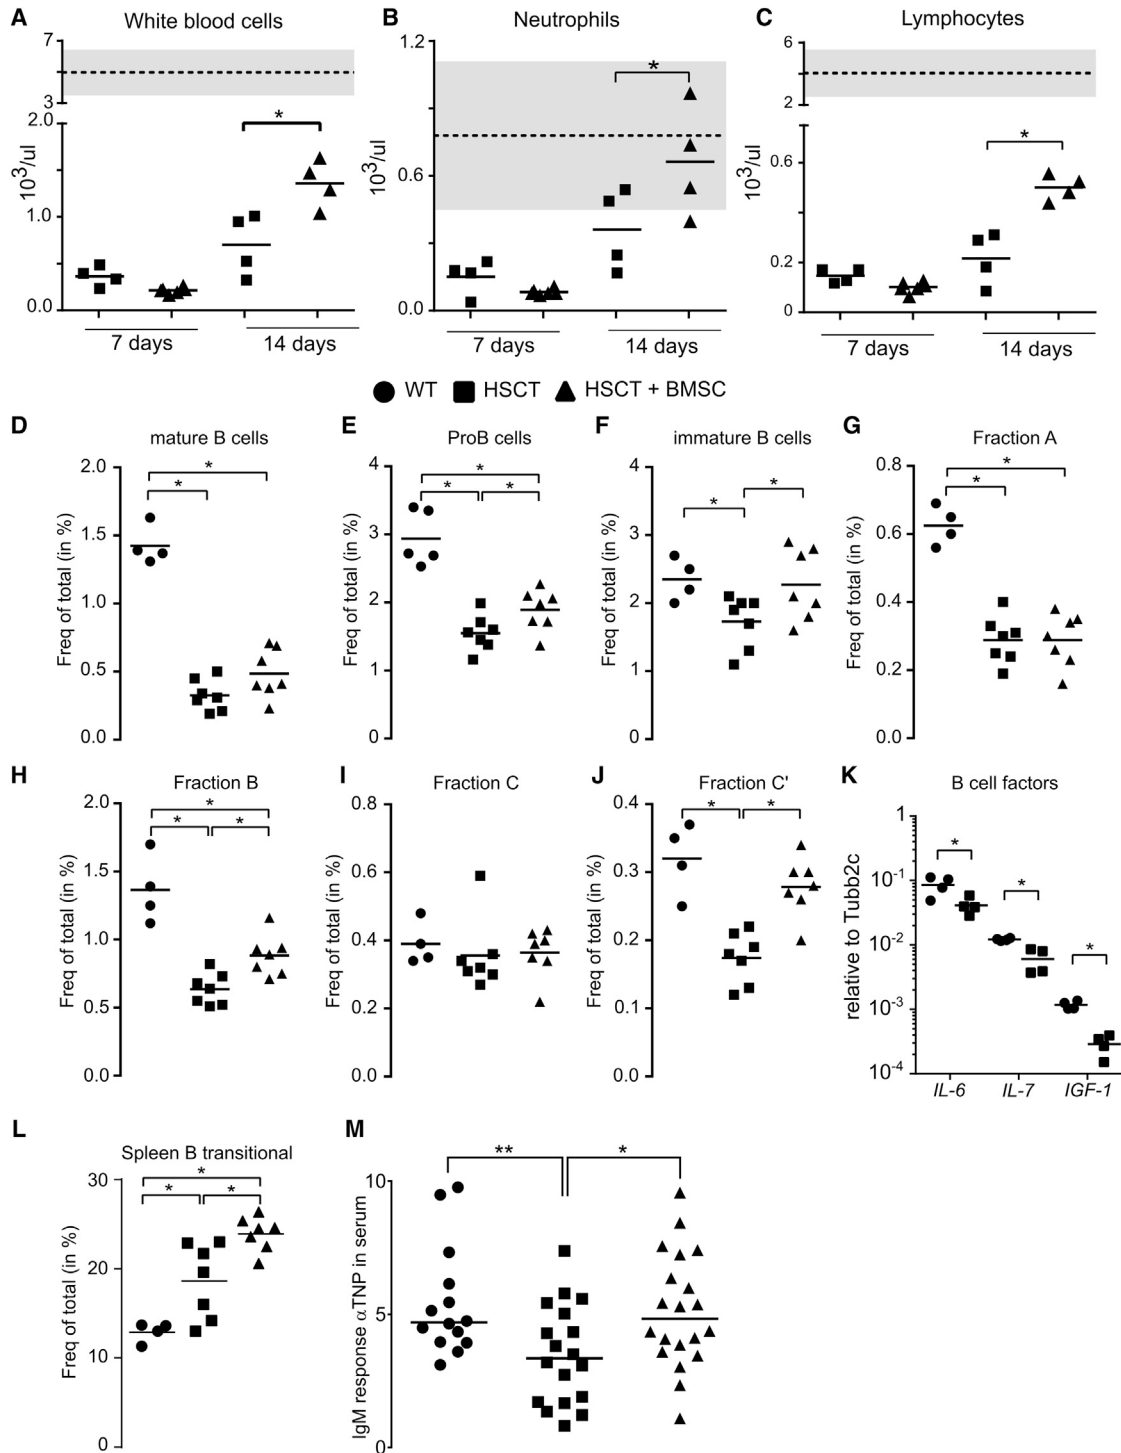 A White blood cells
7
3
2.0
1.0
0.0
10³/ul
*
7 days 14 days
B Neutrophils
1.2
0.6
0.0
10³/ul
*
7 days 14 days
C Lymphocytes
6
2
0.6
0.2
0
10³/ul
*
7 days 14 days
WT HSCT HSCT + BMSC
D mature B cells
Freq of total (in %)
2.0
1.5
1.0
0.5
0.0
*
*
E ProB cells
Freq of total (in %)
4
3
2
1
0
*
* *
F immature B cells
Freq of total (in %)
4
3
2
1
0
* *
G Fraction A
Freq of total (in %)
0.8
0.6
0.4
0.2
0.0
*
*
H Fraction B
Freq of total (in %)
2.0
1.5
1.0
0.5
0.0
*
* *
I Fraction C
Freq of total (in %)
0.8
0.6
0.4
0.2
0.0
J Fraction C'
Freq of total (in %)
0.4
0.3
0.2
0.1
0.0
* *
K B cell factors
relative to Tubb2c
1
10⁻¹
10⁻²
10⁻³
10⁻⁴
*
*
*
IL-6 IL-7 IGF-1
L Spleen B transitional
Freq of total (in %)
30
20
10
0
*
* *
M
IgM response αTNP in serum
10
5
0
** *